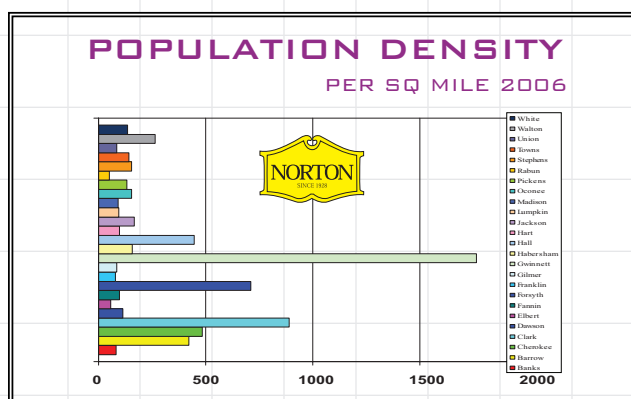 POPULATION DENSITY
PER SQ MILE 2006
NORTON
SINCE 1928
White
Walton
Union
Towns
Stephens
Rabun
Pickens
Oconee
Madison
Lumpkin
Jackson
Hart
Hall
Habersham
Gwinnett
Gilmer
Franklin
Forsyth
Fannin
Elbert
Dawson
Clark
Cherokee
Barrow
Banks
0 500 1000 1500 2000